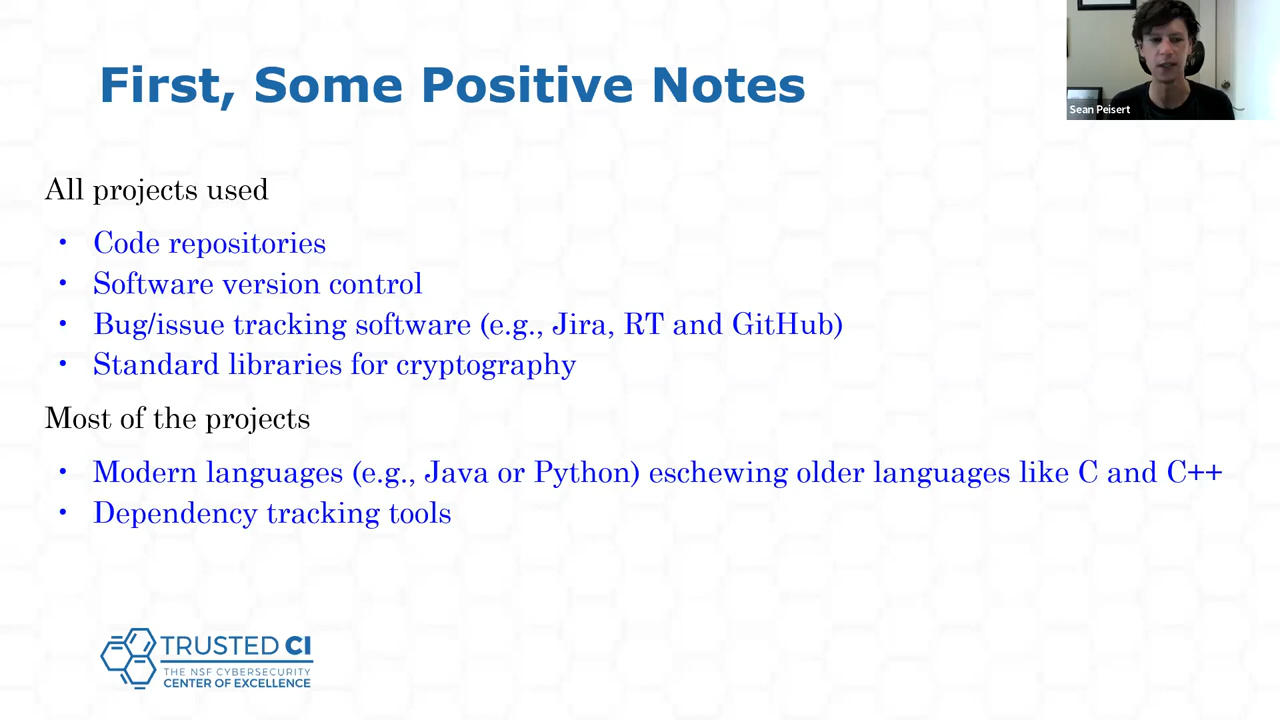 First, Some Positive Notes
Sean Peisert
All projects used
• Code repositories
• Software version control
• Bug/issue tracking software (e.g., Jira, RT and GitHub)
• Standard libraries for cryptography
Most of the projects
• Modern languages (e.g., Java or Python) eschewing older languages like C and C++
• Dependency tracking tools
TRUSTED CI
THE NSF CYBERSECURITY
CENTER OF EXCELLENCE